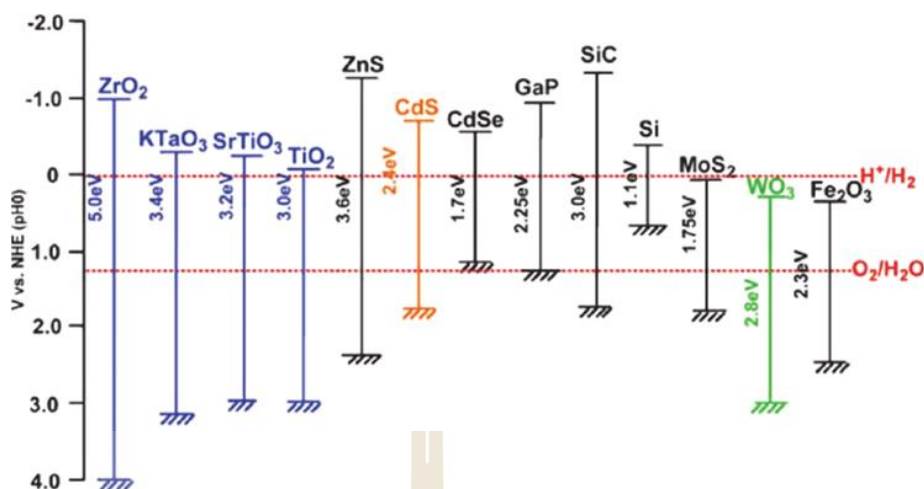 -2.0
-1.0
0
1.0
2.0
3.0
4.0
V vs. NHE (pH0)
ZrO₂
5.0eV
KTaO₃
3.4eV
SrTiO₃
3.2eV
TiO₂
3.0eV
ZnS
3.6eV
CdS
2.4eV
CdSe
1.7eV
GaP
2.25eV
SiC
3.0eV
Si
1.1eV
MoS₂
1.75eV
WO₃
2.8eV
Fe₂O₃
2.3eV
H⁺/H₂
O₂/H₂O